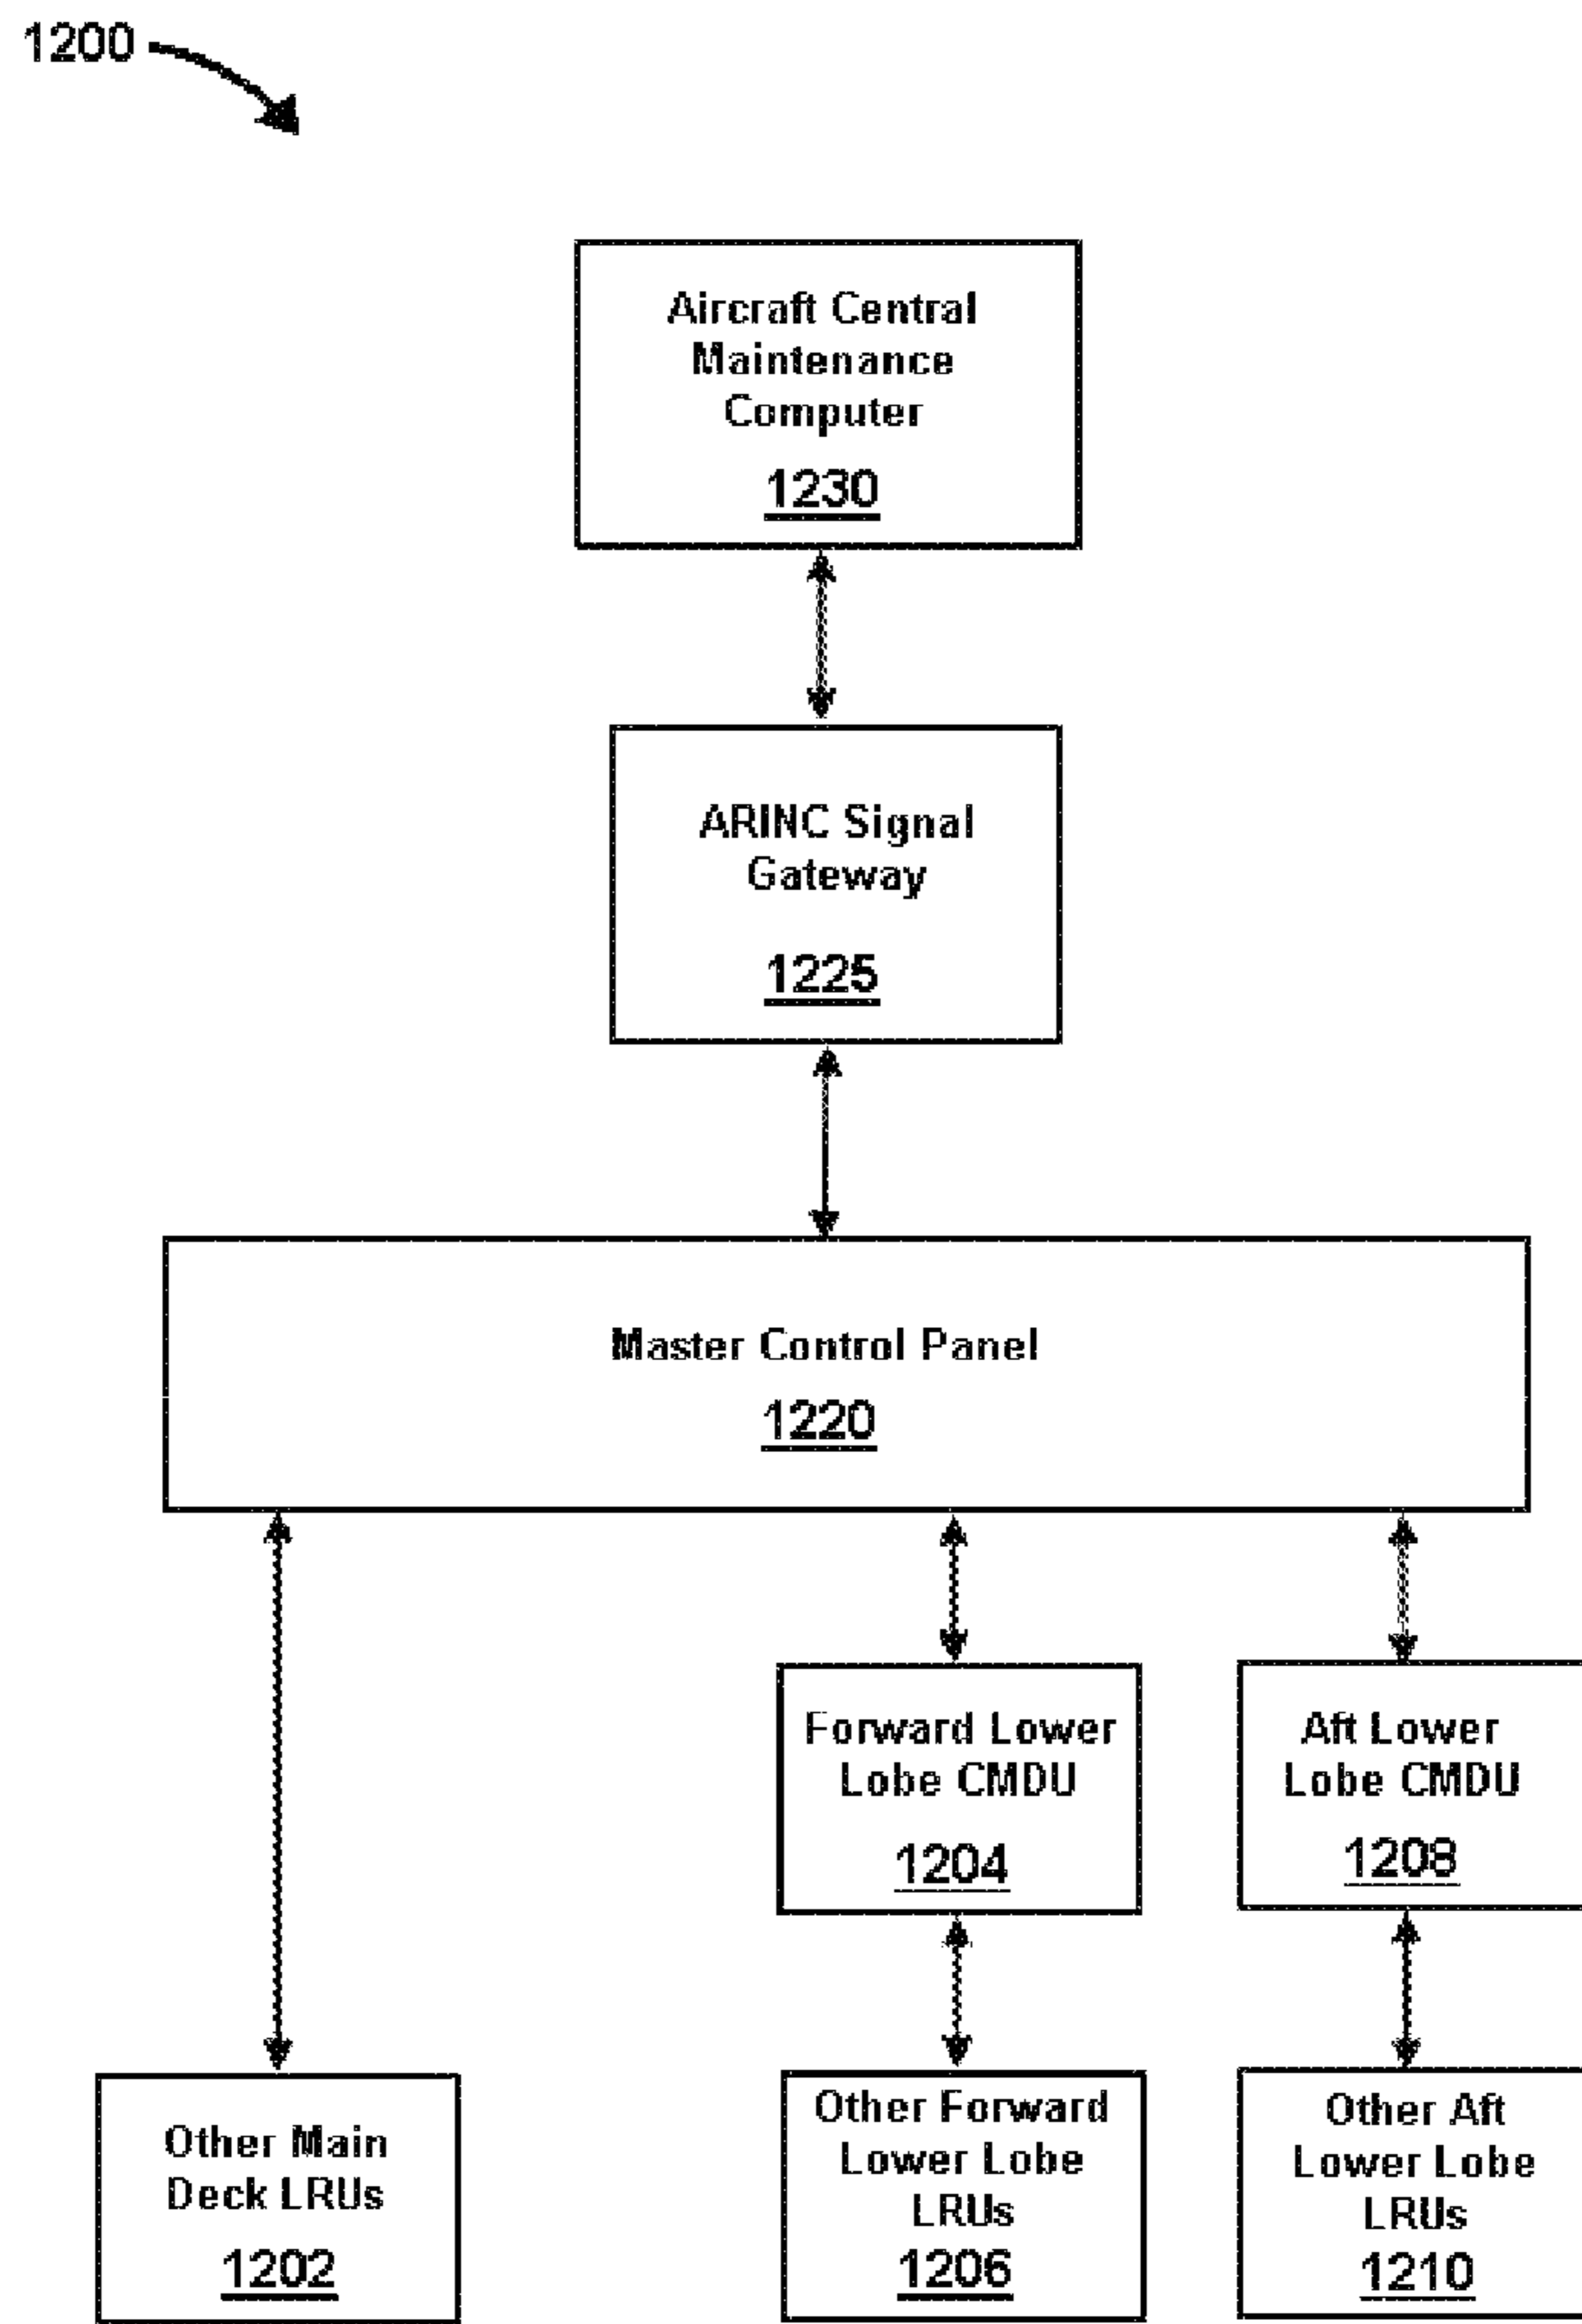 1200
Aircraft Central
Maintenance
Computer
1230
ARINC Signal
Gateway
1225
Master Control Panel
1220
Forward Lower
Lobe CMDU
1204
Aft Lower
Lobe CMDU
1208
Other Main
Deck LRUs
1202
Other Forward
Lower Lobe
LRUs
1206
Other Aft
Lower Lobe
LRUs
1210